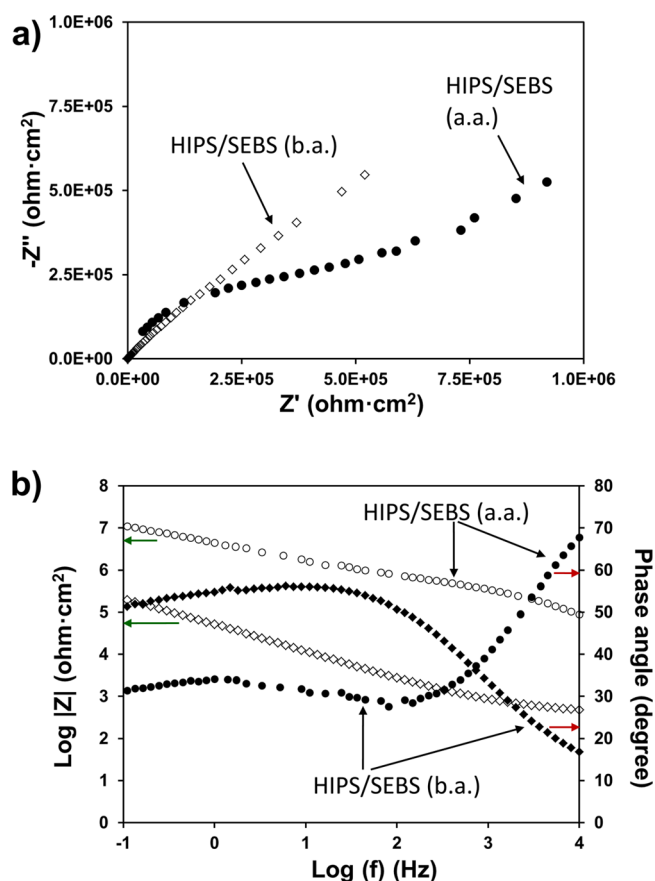 a)
1.0E+06
7.5E+05
5.0E+05
2.5E+05
0.0E+00
-Z'' (ohm·cm²)
HIPS/SEBS (b.a.)
HIPS/SEBS
(a.a.)
0.0E+00 2.5E+05 5.0E+05 7.5E+05 1.0E+06
Z' (ohm·cm²)
b)
8
7
6
5
4
3
2
1
0
Log |Z| (ohm·cm²)
HIPS/SEBS (a.a.)
HIPS/SEBS (b.a.)
80
70
60
50
40
30
20
10
0
Phase angle (degree)
-1 0 1 2 3 4
Log (f) (Hz)